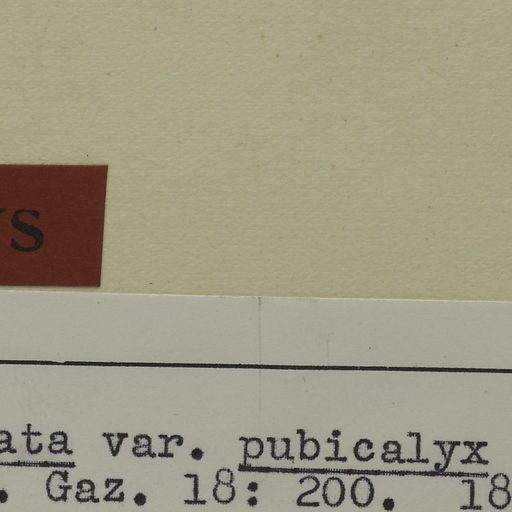 YS
ata var. pubicalyx
. Gaz. 18: 200. 18